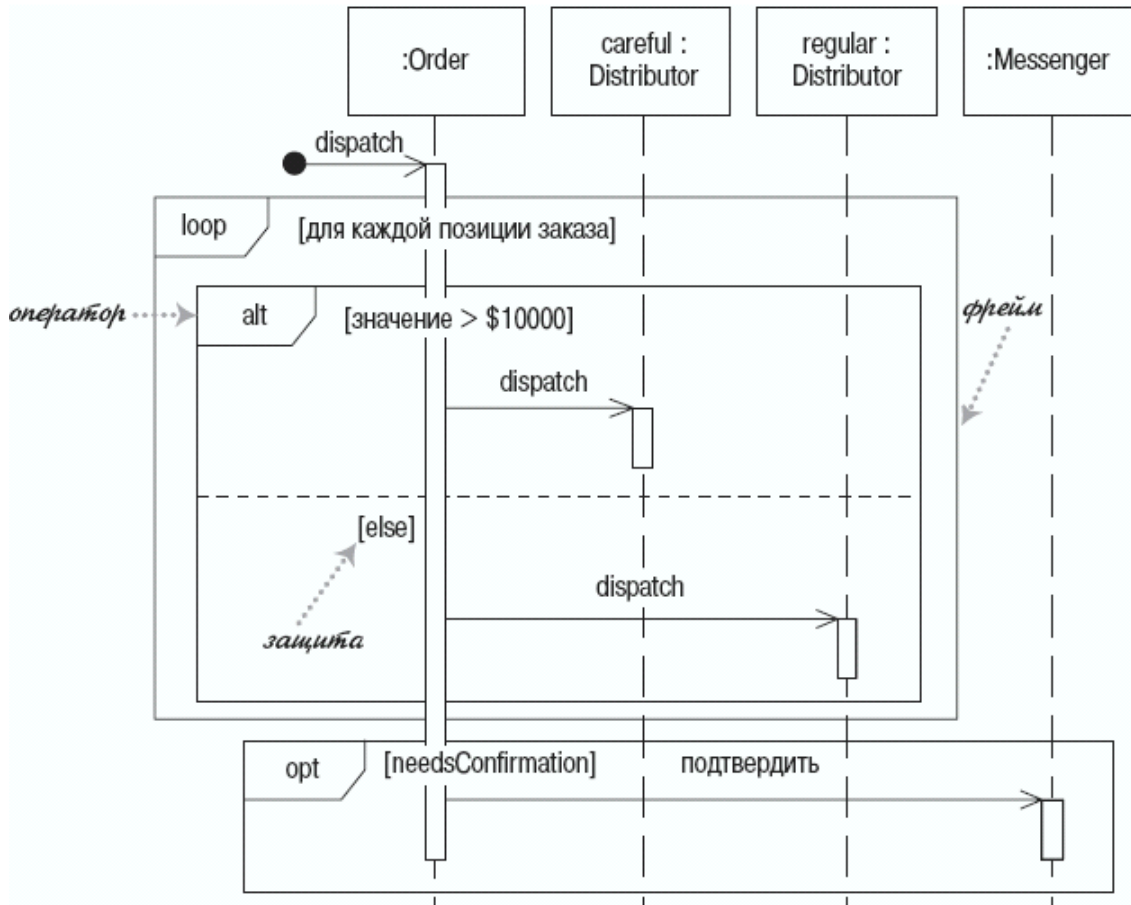 :Order
careful :
Distributor
regular :
Distributor
:Messenger
dispatch
loop
[для каждой позиции заказа]
оператор
alt
[значение > $10000]
фрейм
dispatch
[else]
dispatch
защита
opt
[needsConfirmation]
подтвердить